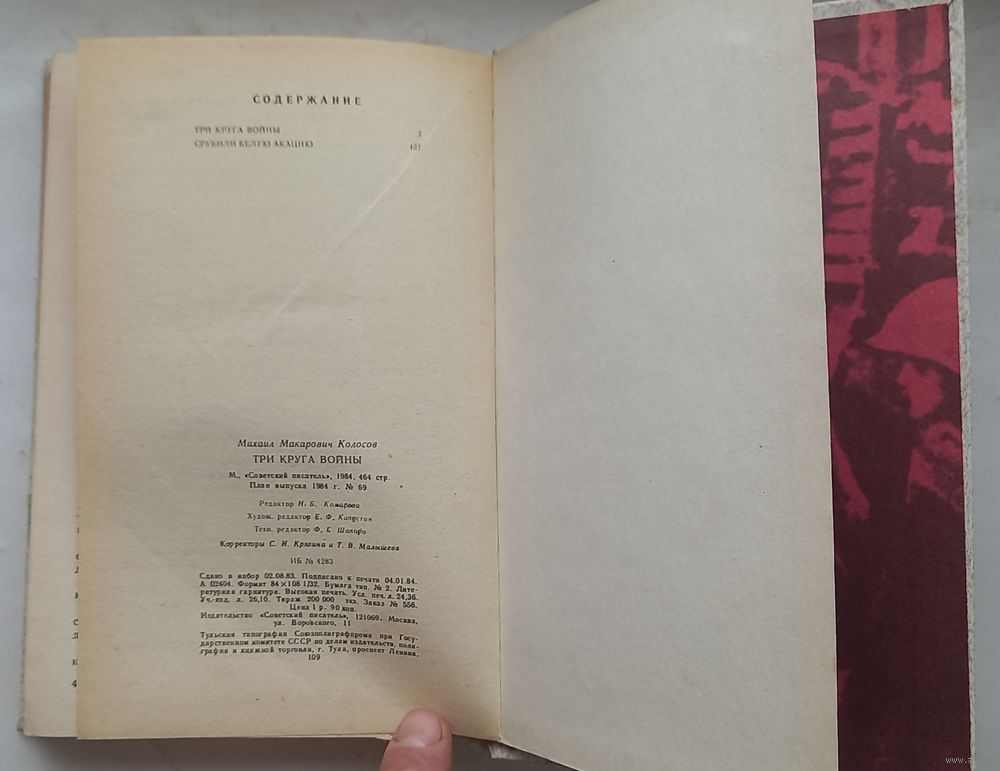 СОДЕРЖАНИЕ
ТРИ КРУГА ВОЙНЫ 3
СРУБИЛИ БЕЛУЮ АКАЦИЮ
Михаил Макарович Колосов
ТРИ КРУГА ВОЙНЫ
М., «Советский писатель», 1984, 464 стр.
План выпуска 1984 г. № 69
Редактор Н. Б. Комарова
Худож. редактор Е. Ф. Капустин
Техн. редактор Ф. Г. Шапиро
Корректоры С. И. Крягина и Т. В. Малышева
ИБ № 4283
Сдано в набор 02.08.83. Подписано к печати 04.01.84.
А 02404. Формат 84×108 1/32. Бумага тип. № 2. Лите-
ратурная гарнитура. Высокая печать. Усл. печ. л. 24,36.
Уч.-изд. л. 26,10. Тираж 200 000 экз. Заказ № 556.
Цена 1 р. 90 коп.
Издательство «Советский писатель», 121069. Москва,
ул. Воровского, 11
Тульская типография Союзполиграфпрома при Госу-
дарственном комитете СССР по делам издательств, поли-
графии и книжной торговли, г. Тула, проспект Ленина,
109